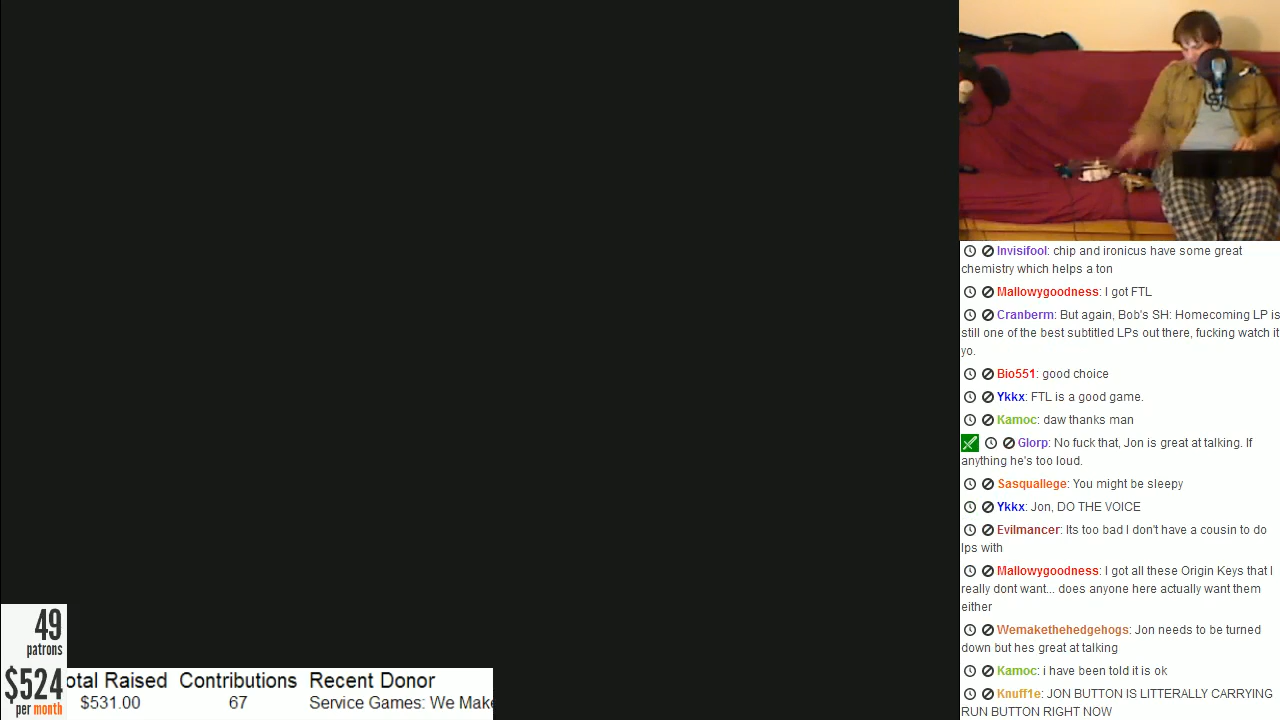 Invisifool: chip and ironicus have some great
chemistry which helps a ton
Mallowygoodness: I got FTL
Cranberm: But again, Bob's SH: Homecoming LP is
still one of the best subtitled LPs out there, fucking watch it
yo.
Bio551: good choice
Ykkx: FTL is a good game.
Kamoc: daw thanks man
Glorp: No fuck that, Jon is great at talking. If
anything he's too loud.
Sasquallege: You might be sleepy
Ykkx: Jon, DO THE VOICE
Evilmancer: Its too bad I don't have a cousin to do
lps with
Mallowygoodness: I got all these Origin Keys that I
really dont want... does anyone here actually want them
either
Wemakethehedgehogs: Jon needs to be turned
down but hes great at talking
Kamoc: i have been told it is ok
Knuff1e: JON BUTTON IS LITTERALLY CARRYING
RUN BUTTON RIGHT NOW
49
patrons
$524
per month
otal Raised Contributions Recent Donor
$531.00 67 Service Games: We Make